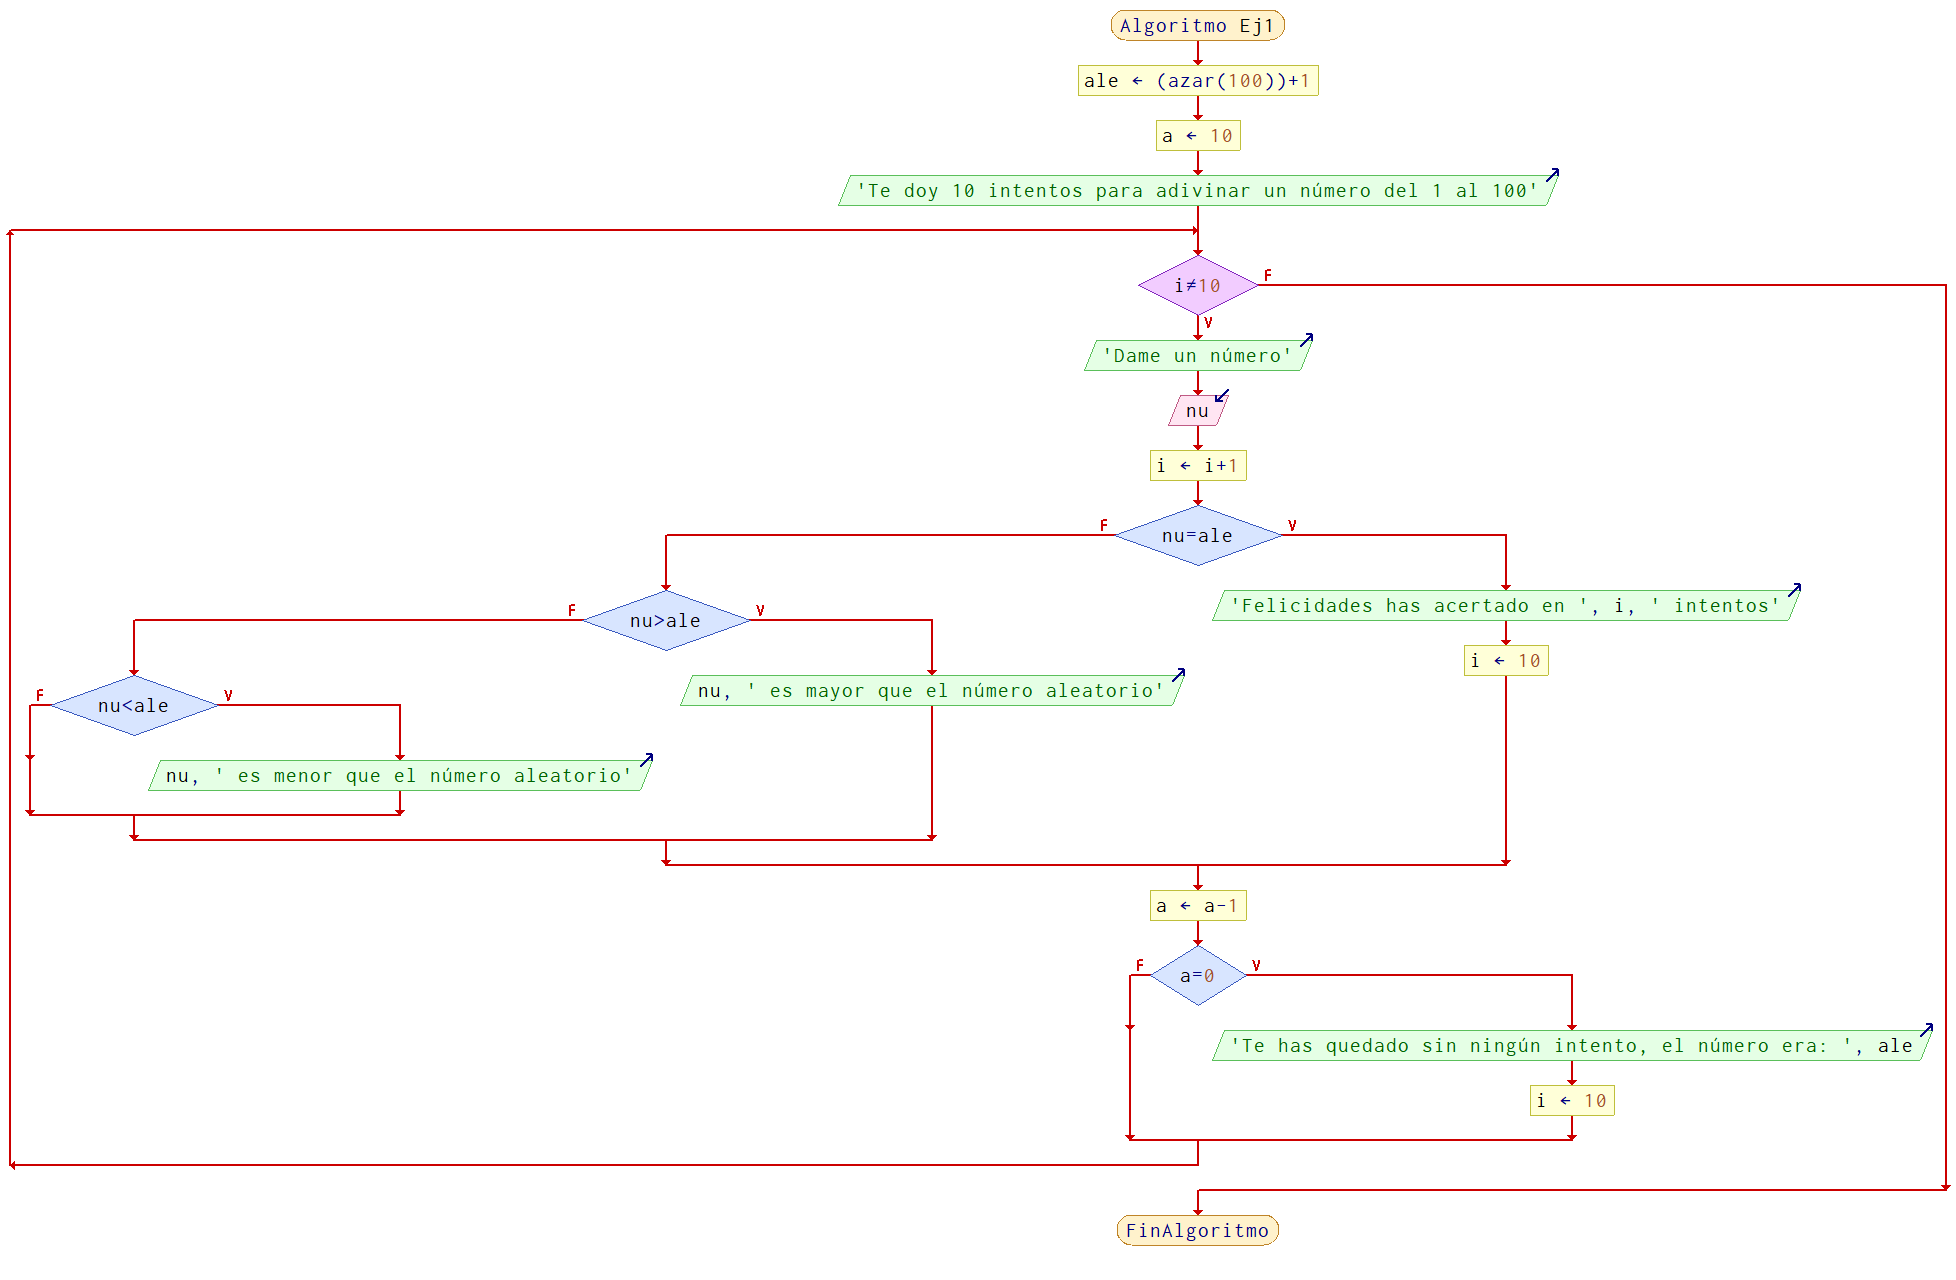 Algoritmo Ej1
ale ← (azar(100))+1
a ← 10
'Te doy 10 intentos para adivinar un número del 1 al 100'
i≠10
F
V
'Dame un número'
nu
i ← i+1
F
nu=ale
V
F
nu>ale
V
'Felicidades has acertado en ', i, ' intentos'
i ← 10
F
nu<ale
V
nu, ' es mayor que el número aleatorio'
nu, ' es menor que el número aleatorio'
a ← a-1
F
a=0
V
'Te has quedado sin ningún intento, el número era: ', ale
i ← 10
FinAlgoritmo